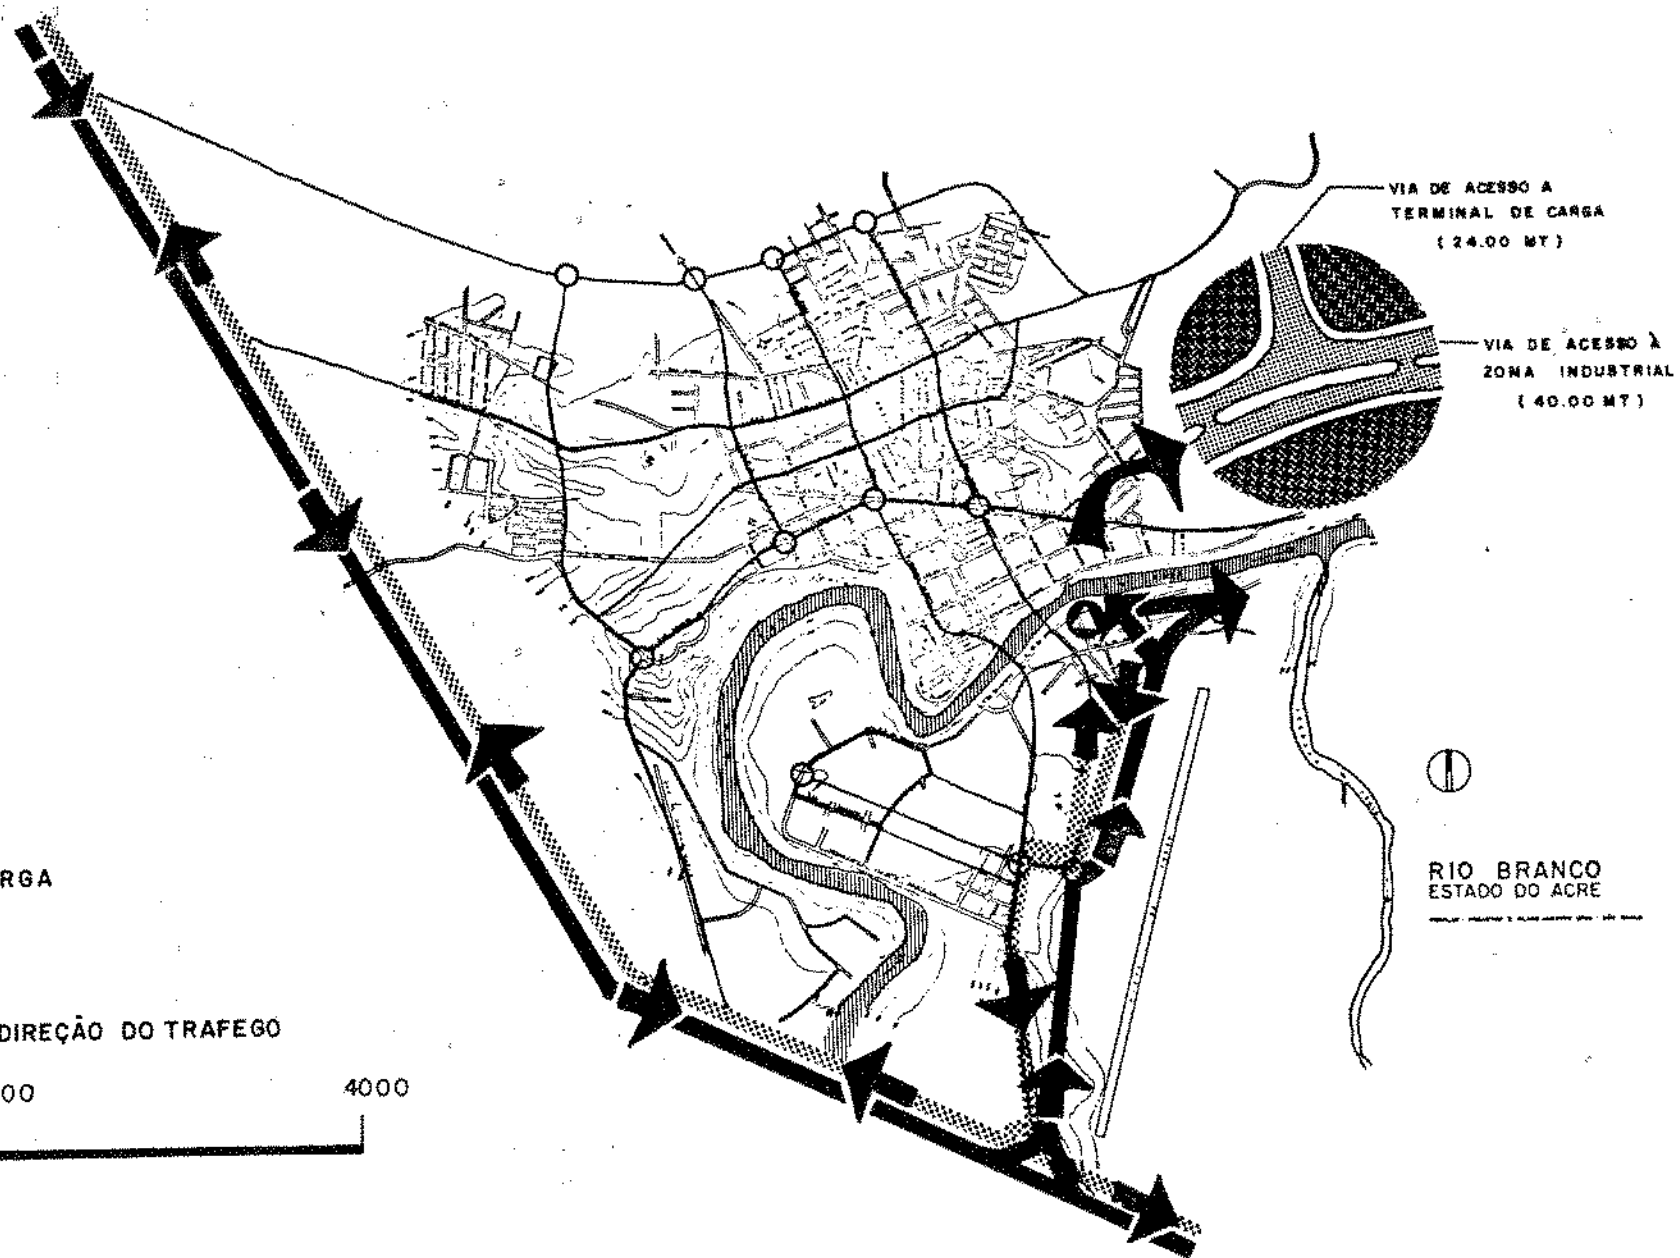 VIA DE ACESSO A
TERMINAL DE CARGA
( 24.00 MT )
VIA DE ACESSO À
ZONA INDUSTRIAL
( 40.00 MT )
RIO BRANCO
ESTADO DO ACRE
RGA
DIREÇÃO DO TRAFEGO
00
4000